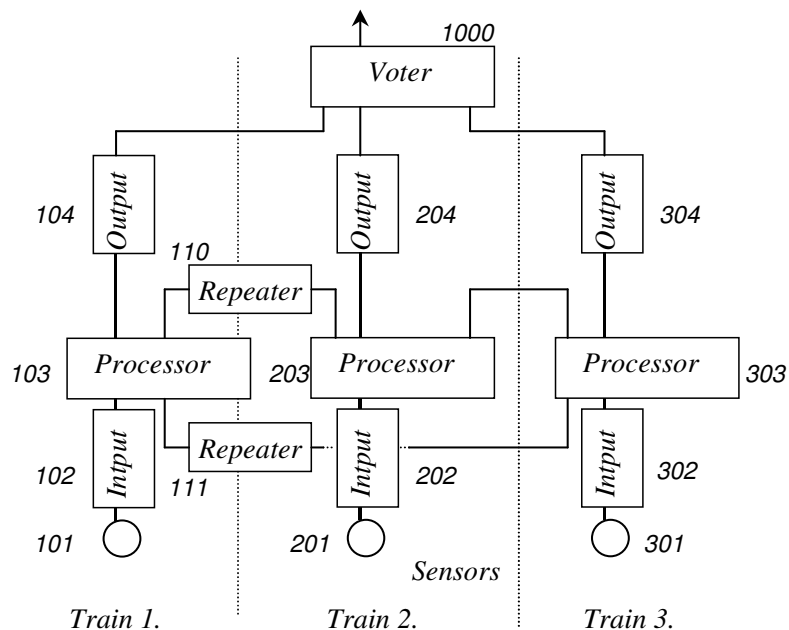 1000
Voter
104
Output
204
Output
304
Output
110
Repeater
103
Processor
203
Processor
Processor
303
102
Intput
Repeater
111
Intput
202
Intput
302
101
201
301
Sensors
Train 1.
Train 2.
Train 3.